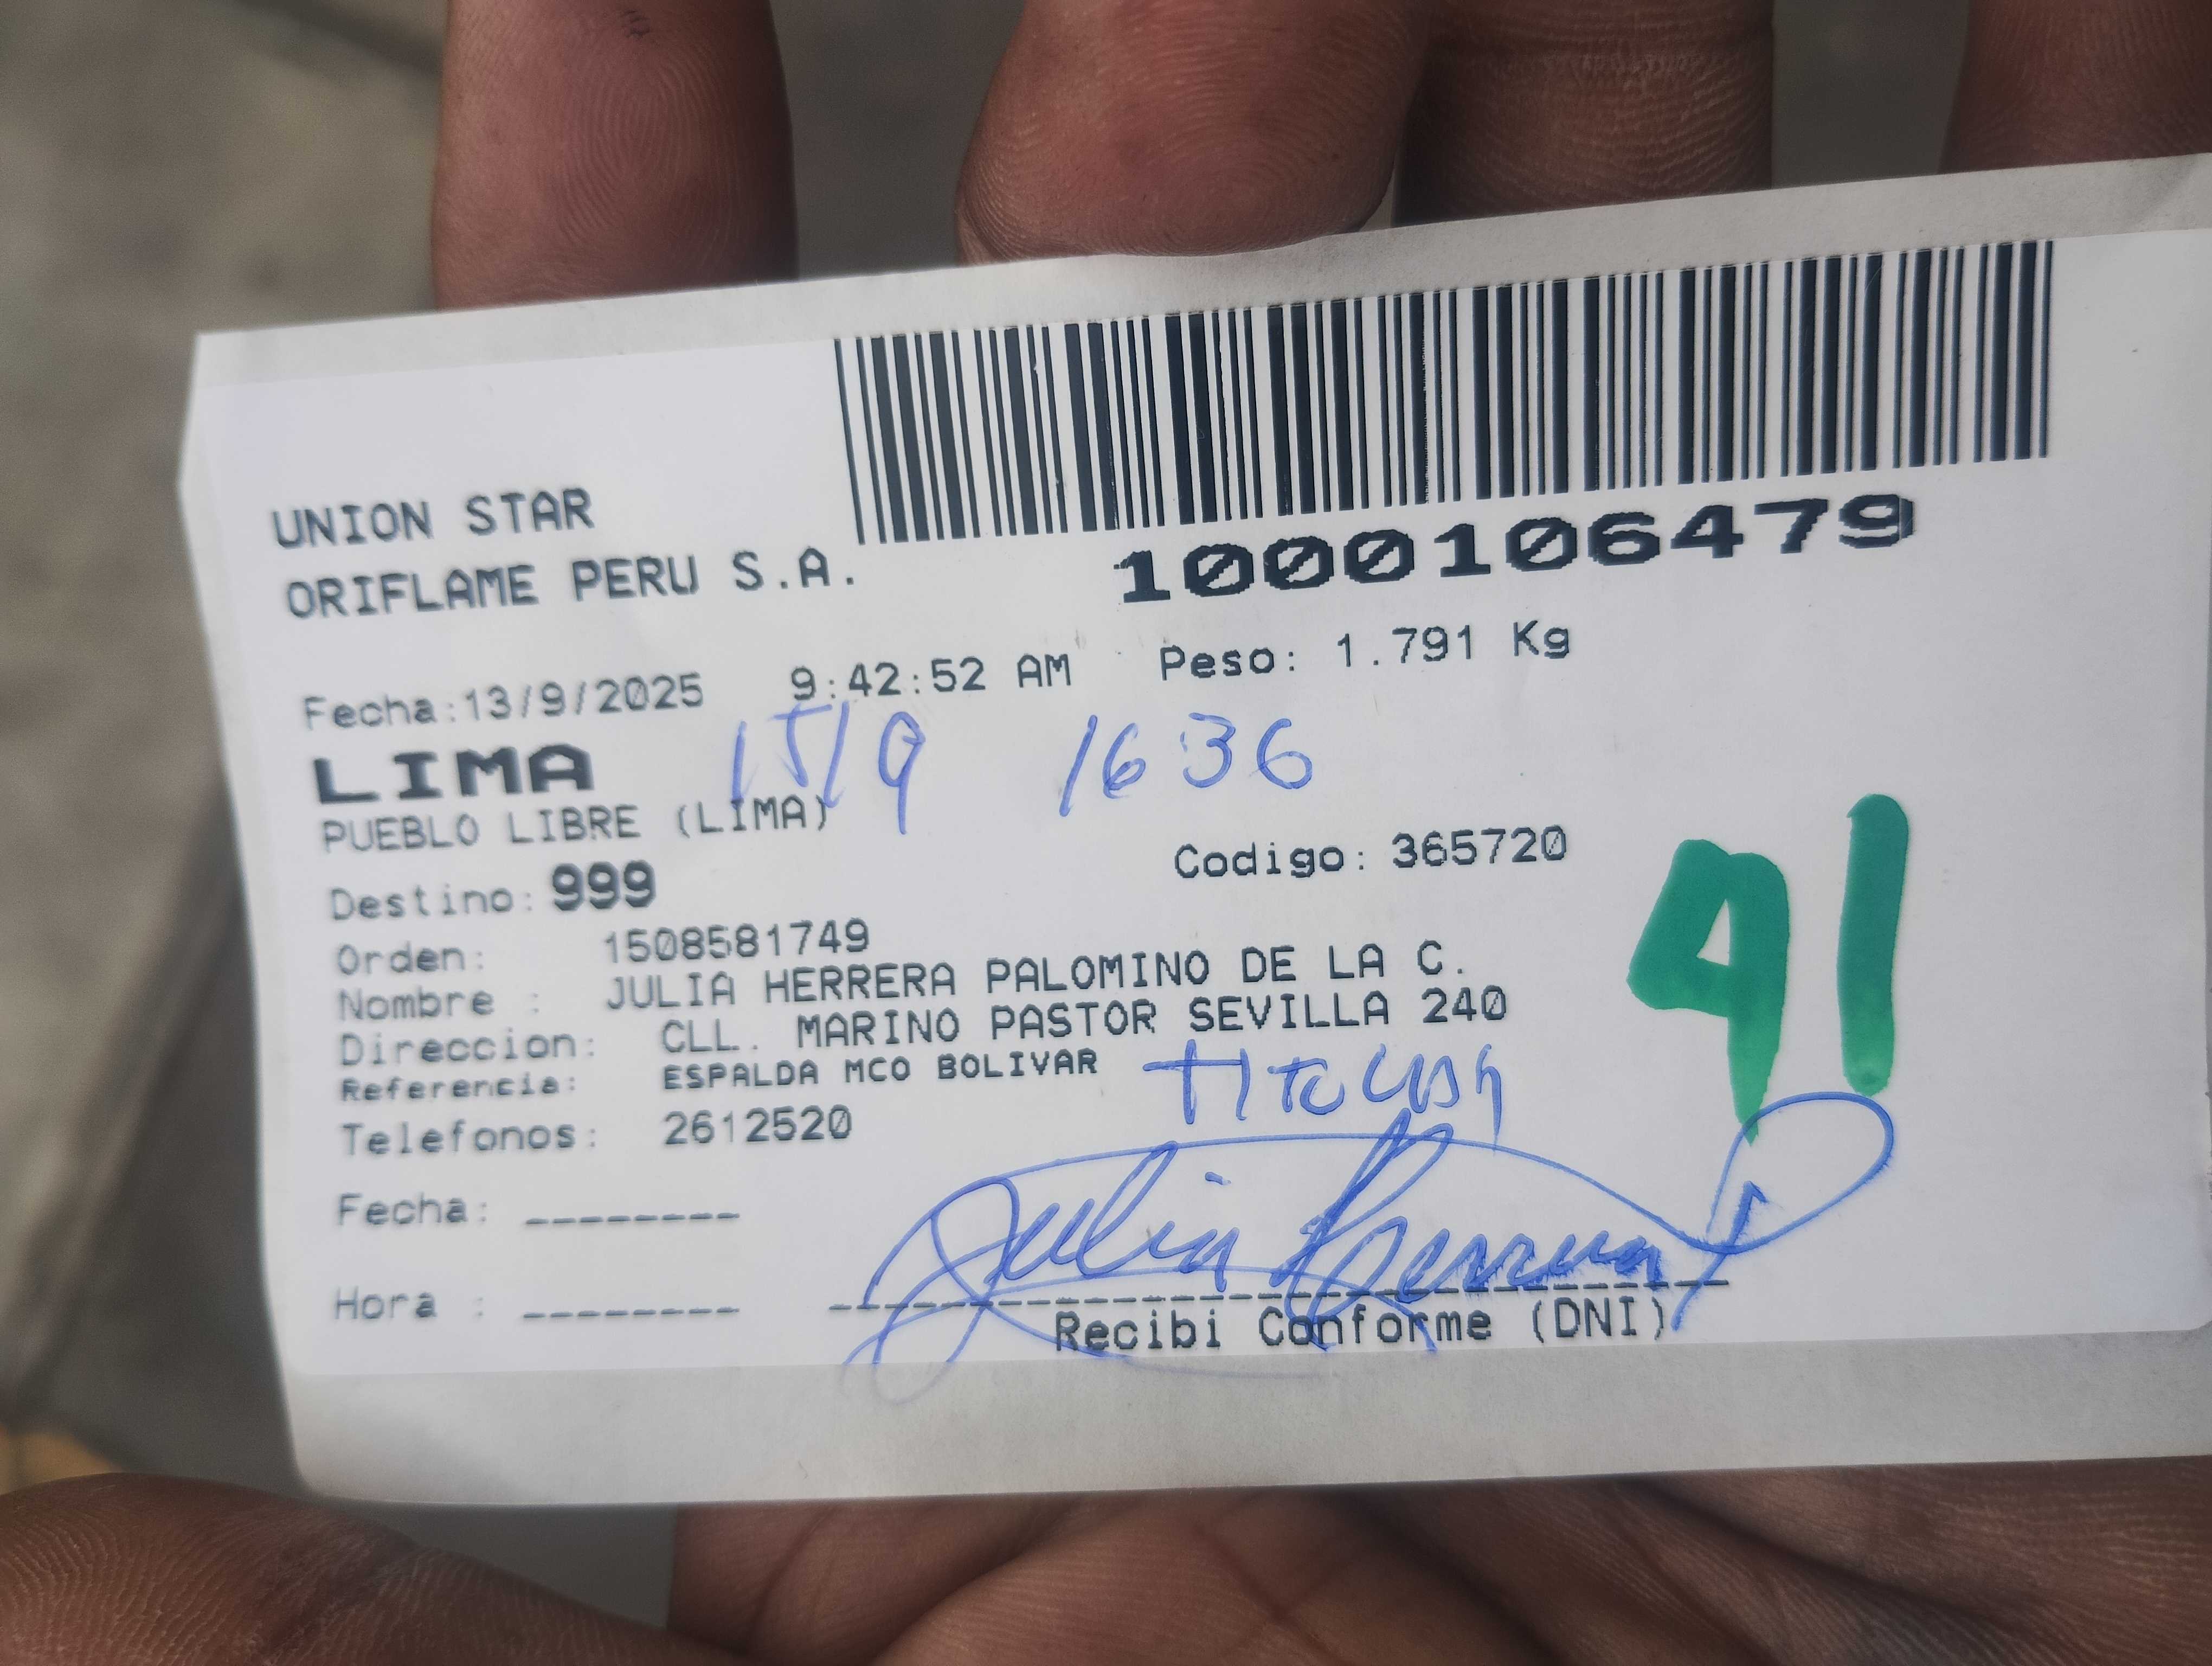 UNION STAR
ORIFLAME PERU S.A.
1000106479
Fecha:13/9/2025 9:42:52 AM Peso: 1.791 Kg
15/9 16 36
LIMA
PUEBLO LIBRE (LIMA)
Destino: 999 Codigo: 365720
91
Orden: 1508581749
Nombre : JULIA HERRERA PALOMINO DE LA C.
Direccion: CLL. MARINO PASTOR SEVILLA 240
Referencia: ESPALDA MCO BOLIVAR
Telefonos: 2612520
Fecha: --------
Julia Herrera
Hora : --------
Recibi Conforme (DNI)